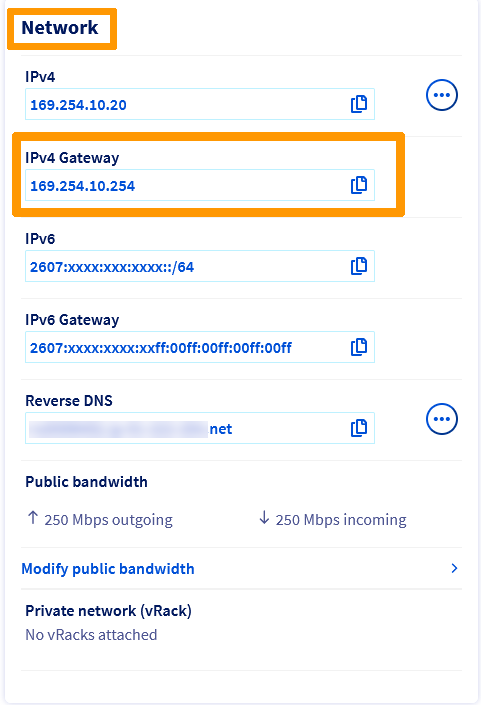 Network
IPv4
169.254.10.20
IPv4 Gateway
169.254.10.254
IPv6
2607:xxxx:xxx:xxxx::/64
IPv6 Gateway
2607:xxxx:xxxx:xxff:00ff:00ff:00ff:00ff
Reverse DNS
net
Public bandwidth
↑ 250 Mbps outgoing ↓ 250 Mbps incoming
Modify public bandwidth
Private network (vRack)
No vRacks attached